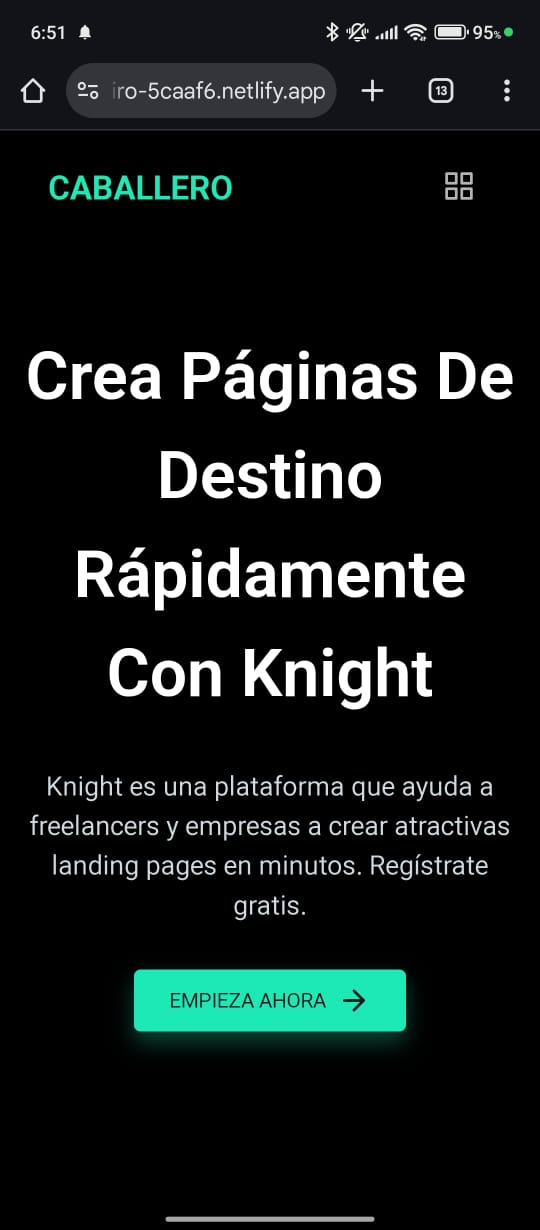 6:51
95%
iro-5caaf6.netlify.app
13
CABALLERO
Crea Páginas De
Destino
Rápidamente
Con Knight
Knight es una plataforma que ayuda a
freelancers y empresas a crear atractivas
landing pages en minutos. Regístrate
gratis.
EMPIEZA AHORA